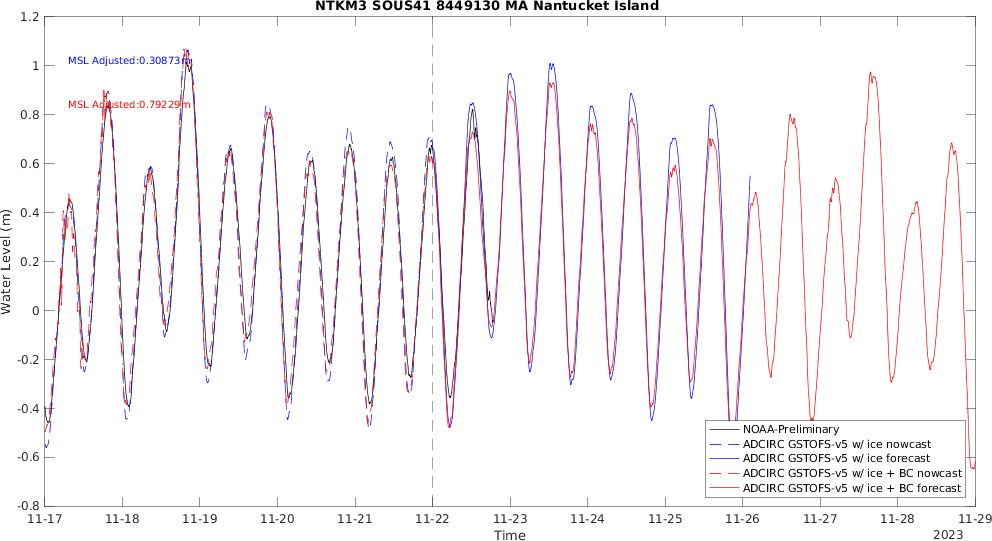 NTKM3 SOUS41 8449130 MA Nantucket Island
1.2
1
0.8
0.6
0.4
0.2
0
-0.2
-0.4
-0.6
-0.8
Water Level (m)
MSL Adjusted:0.30873
MSL Adjusted:0.79229m
NOAA-Preliminary
ADCIRC GSTOFS-v5 w/ ice nowcast
ADCIRC GSTOFS-v5 w/ ice forecast
ADCIRC GSTOFS-v5 w/ ice + BC nowcast
ADCIRC GSTOFS-v5 w/ ice + BC forecast
11-17 11-18 11-19 11-20 11-21 11-22 11-23 11-24 11-25 11-26 11-27 11-28 11-29
Time
2023